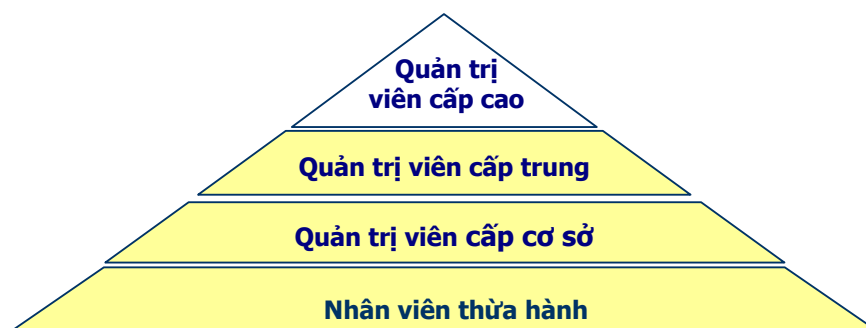 Quản trị
viên cấp cao
Quản trị viên cấp trung
Quản trị viên cấp cơ sở
Nhân viên thừa hành